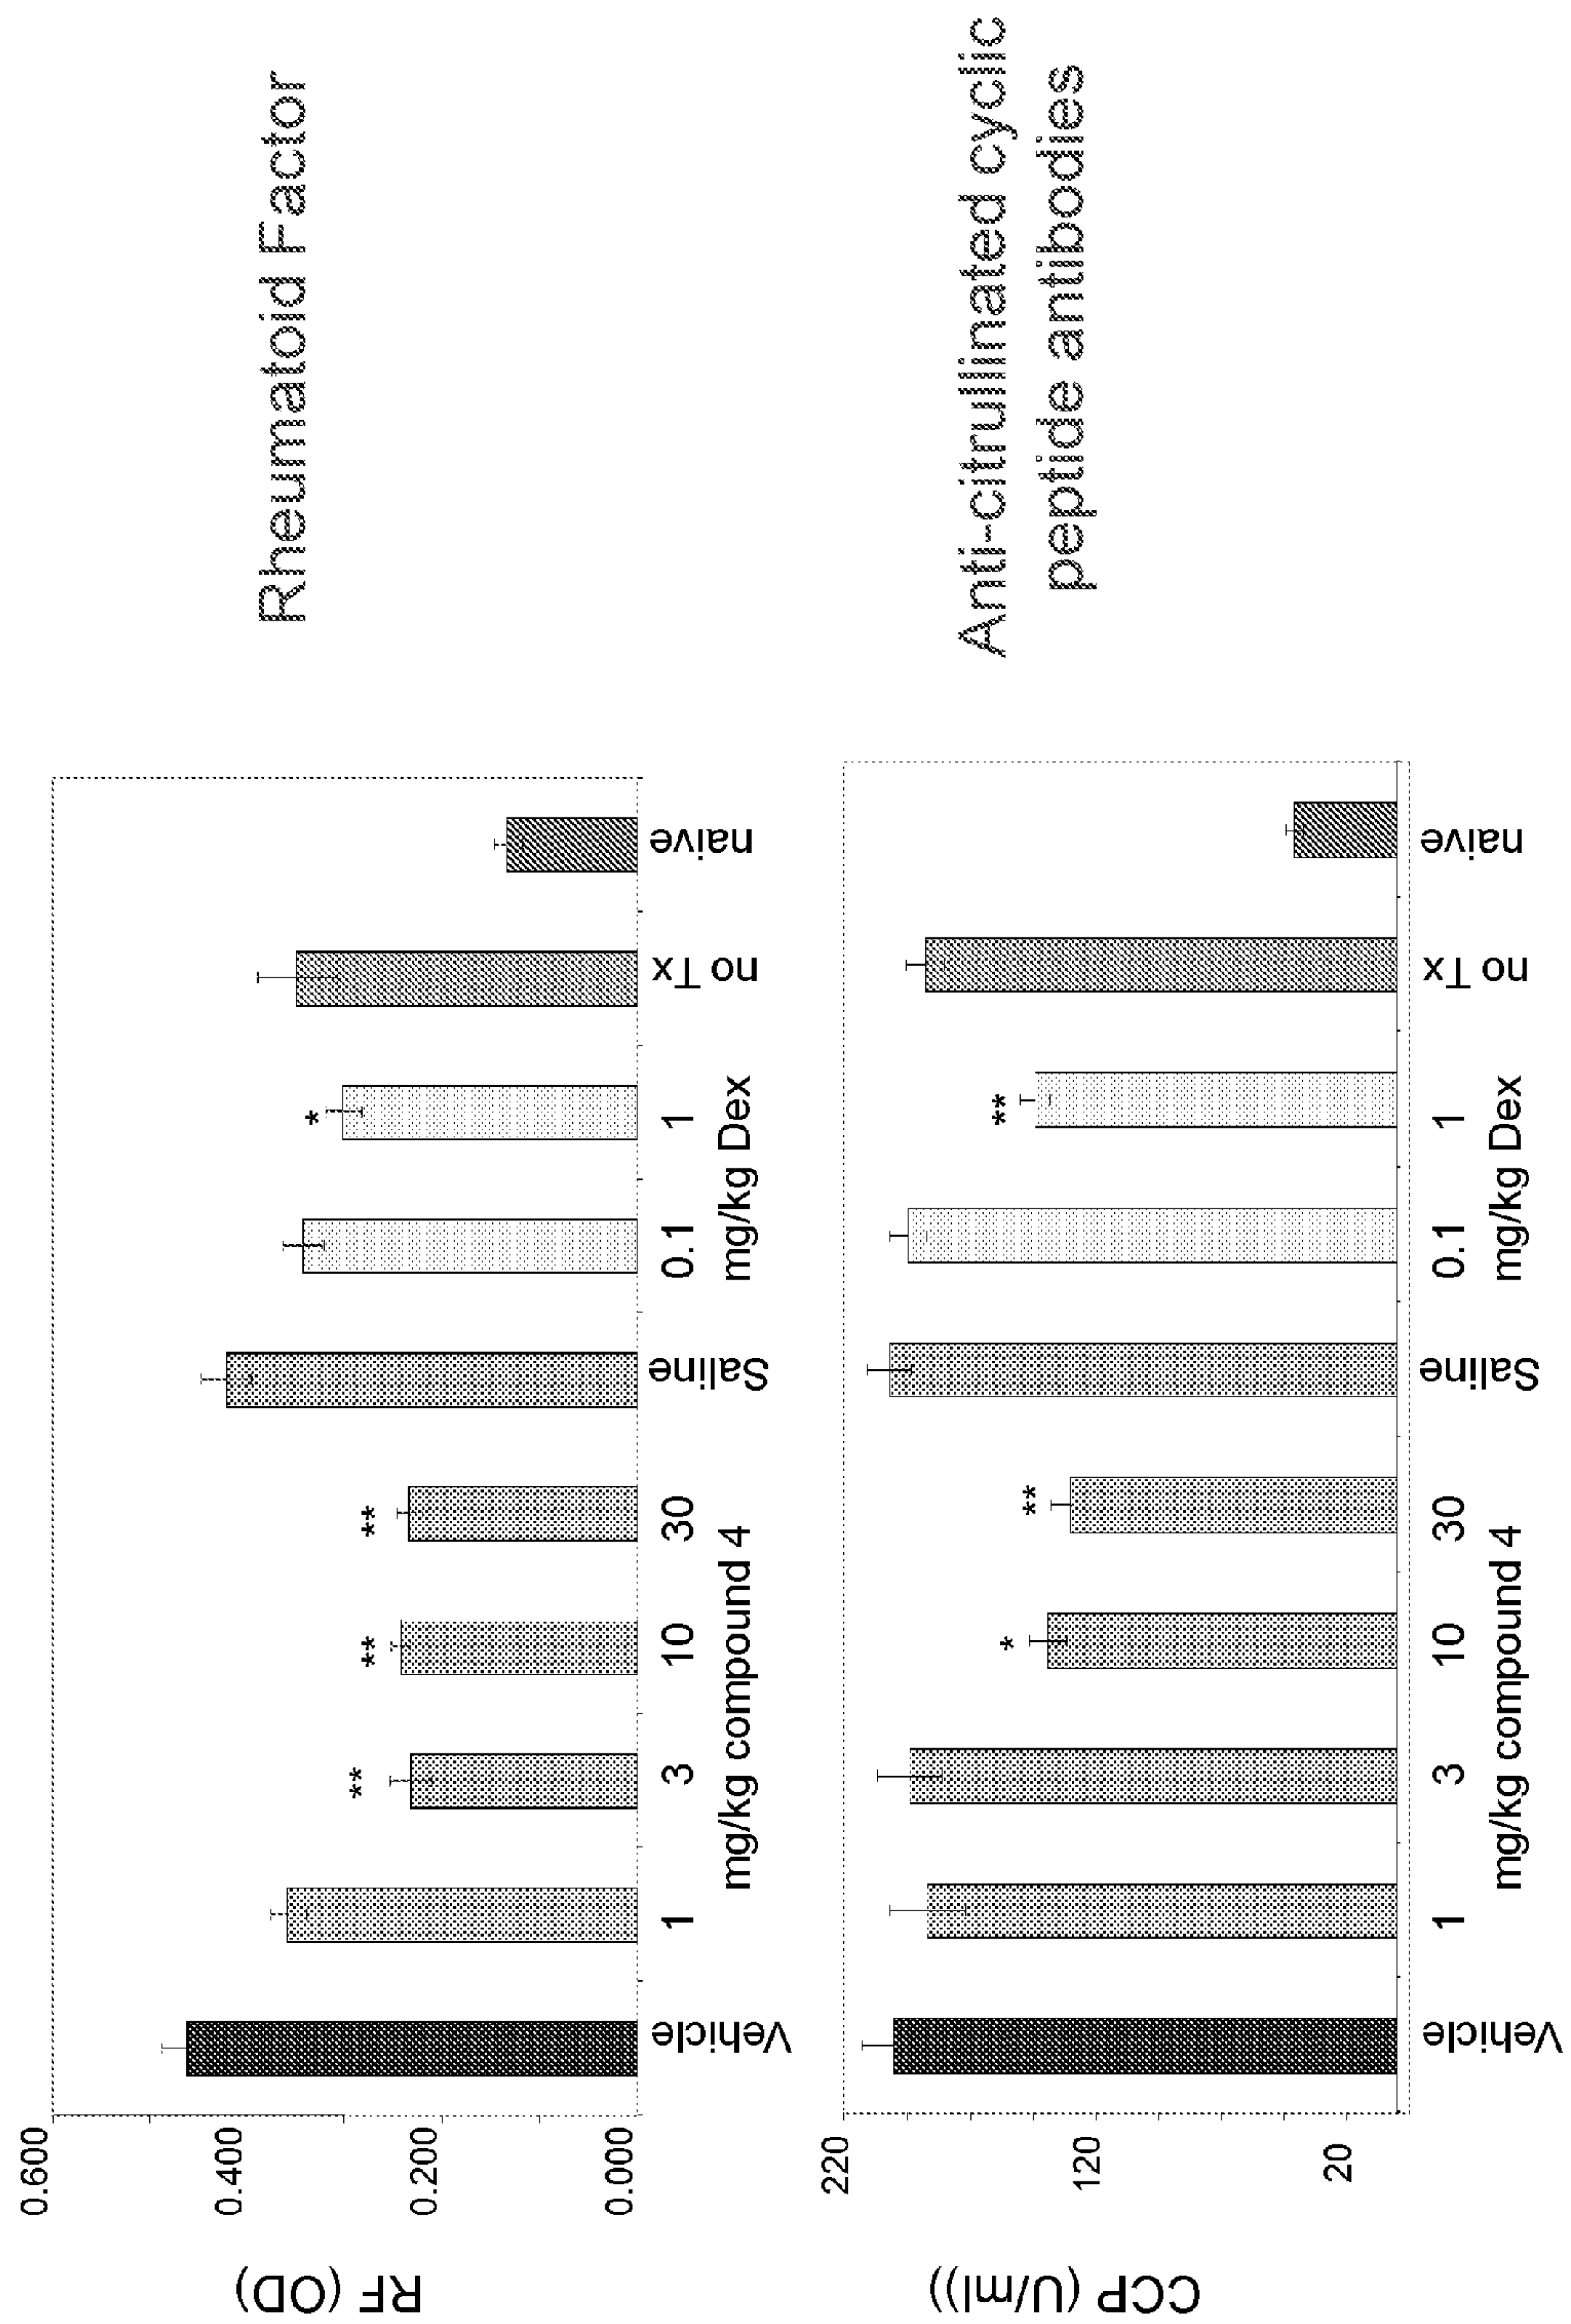 Rheumatoid Factor
RF (OD)
0.600
0.400
0.200
0.000
** ** ** *
Vehicle 1 3 10 30 Saline 0.1 1 no Tx naive
mg/kg compound 4 mg/kg Dex
Anti-citrullinated cyclic
peptide antibodies
CCP (U/ml))
220
120
20
* ** **
Vehicle 1 3 10 30 Saline 0.1 1 no Tx naive
mg/kg compound 4 mg/kg Dex